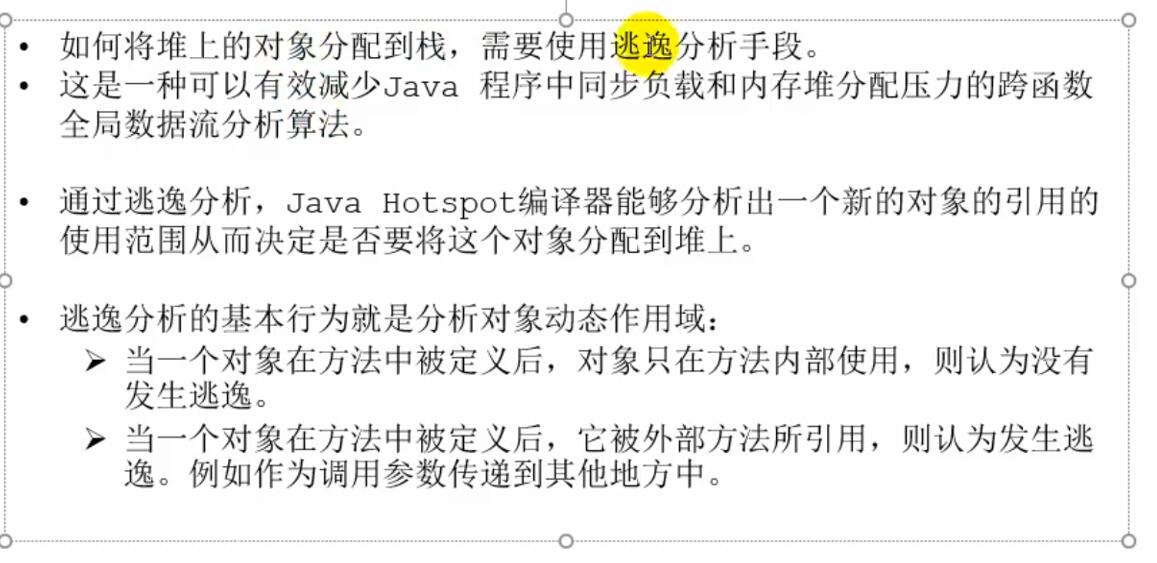 • 如何将堆上的对象分配到栈，需要使用逃逸分析手段。
• 这是一种可以有效减少Java 程序中同步负载和内存堆分配压力的跨函数
全局数据流分析算法。
• 通过逃逸分析，Java Hotspot编译器能够分析出一个新的对象的引用的
使用范围从而决定是否要将这个对象分配到堆上。
• 逃逸分析的基本行为就是分析对象动态作用域：
➢ 当一个对象在方法中被定义后，对象只在方法内部使用，则认为没有
发生逃逸。
➢ 当一个对象在方法中被定义后，它被外部方法所引用，则认为发生逃
逸。例如作为调用参数传递到其他地方中。